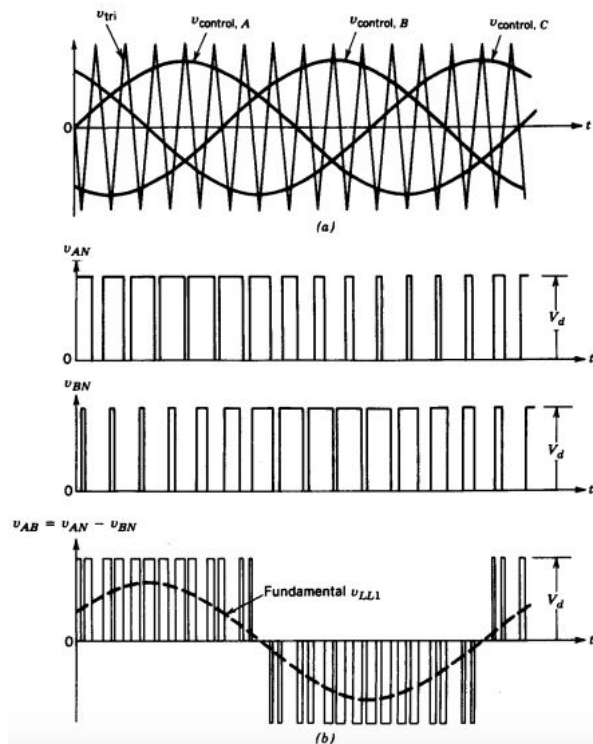 v_tri v_control, A v_control, B v_control, C
0 t
(a)
v_AN
V_d
0 t
v_BN
V_d
0 t
v_AB = v_AN − v_BN
Fundamental v_LL1
V_d
0 t
(b)